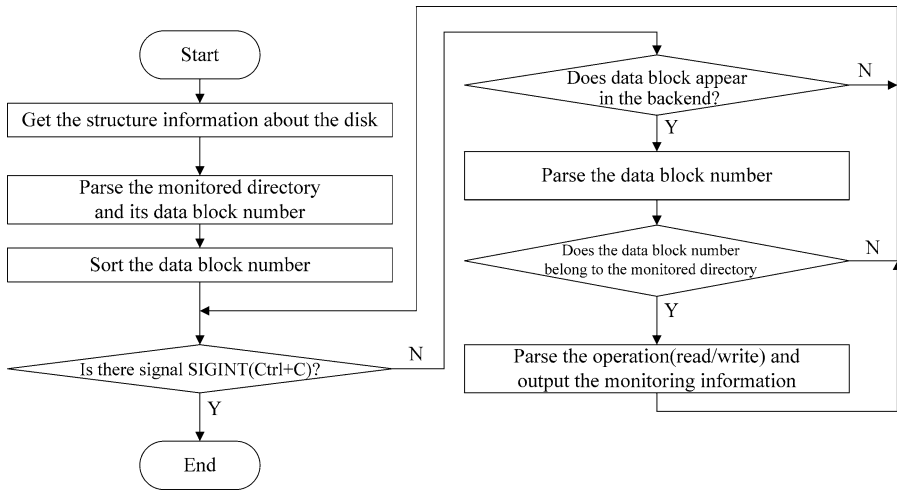 Start
Get the structure information about the disk
Parse the monitored directory
and its data block number
Sort the data block number
Is there signal SIGINT(Ctrl+C)?
N
Y
End
Does data block appear
in the backend?
N
Y
Parse the data block number
Does the data block number
belong to the monitored directory
N
Y
Parse the operation(read/write) and
output the monitoring information